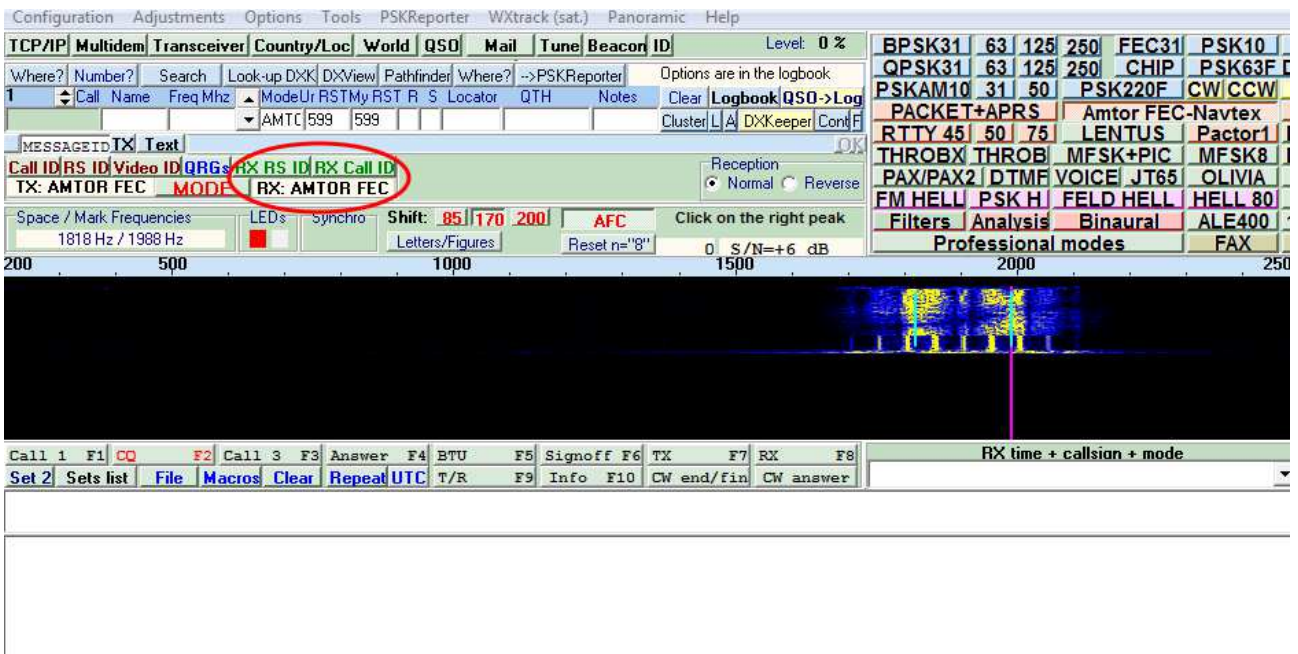 Configuration Adjustments Options Tools PSKReporter WXtrack (sat.) Panoramic Help
TCP/IP Multidem Transceiver Country/Loc World QSO Mail Tune Beacon ID Level: 0 %
Where? Number? Search Look-up DXK DXView Pathfinder Where? -->PSKReporter Options are in the logbook
1 Call Name Freq Mhz Mode Ur RST My RST R S Locator QTH Notes Clear Logbook QSO->Log
AMTC 599 599 Cluster L A DXKeeper Cont F
MESSAGEID TX Text OK
Call ID RS ID Video ID QRGs RX RS ID RX Call ID Reception
TX: AMTOR FEC MODE RX: AMTOR FEC Normal Reverse
Space / Mark Frequencies LEDs Synchro Shift: 85 170 200 AFC Click on the right peak
1818 Hz / 1988 Hz Letters/Figures Reset n="8" 0 S/N=+6 dB
BPSK31 63 125 250 FEC31 PSK10
QPSK31 63 125 250 CHIP PSK63F D
PSKAM10 31 50 PSK220F CW CCW
PACKET+APRS Amtor FEC-Navtex
RTTY 45 50 75 LENTUS Pactor1
THROBX THROB MFSK+PIC MFSK8
PAX/PAX2 DTMF VOICE JT65 OLIVIA
FM HELL PSK H FELD HELL HELL 80
Filters Analysis Binaural ALE400
Professional modes FAX
200 500 1000 1500 2000 250
Call 1 F1 CQ F2 Call 3 F3 Answer F4 BTU F5 Signoff F6 TX F7 RX F8 RX time + callsign + mode
Set 2 Sets list File Macros Clear Repeat UTC T/R F9 Info F10 CW end/fin CW answer